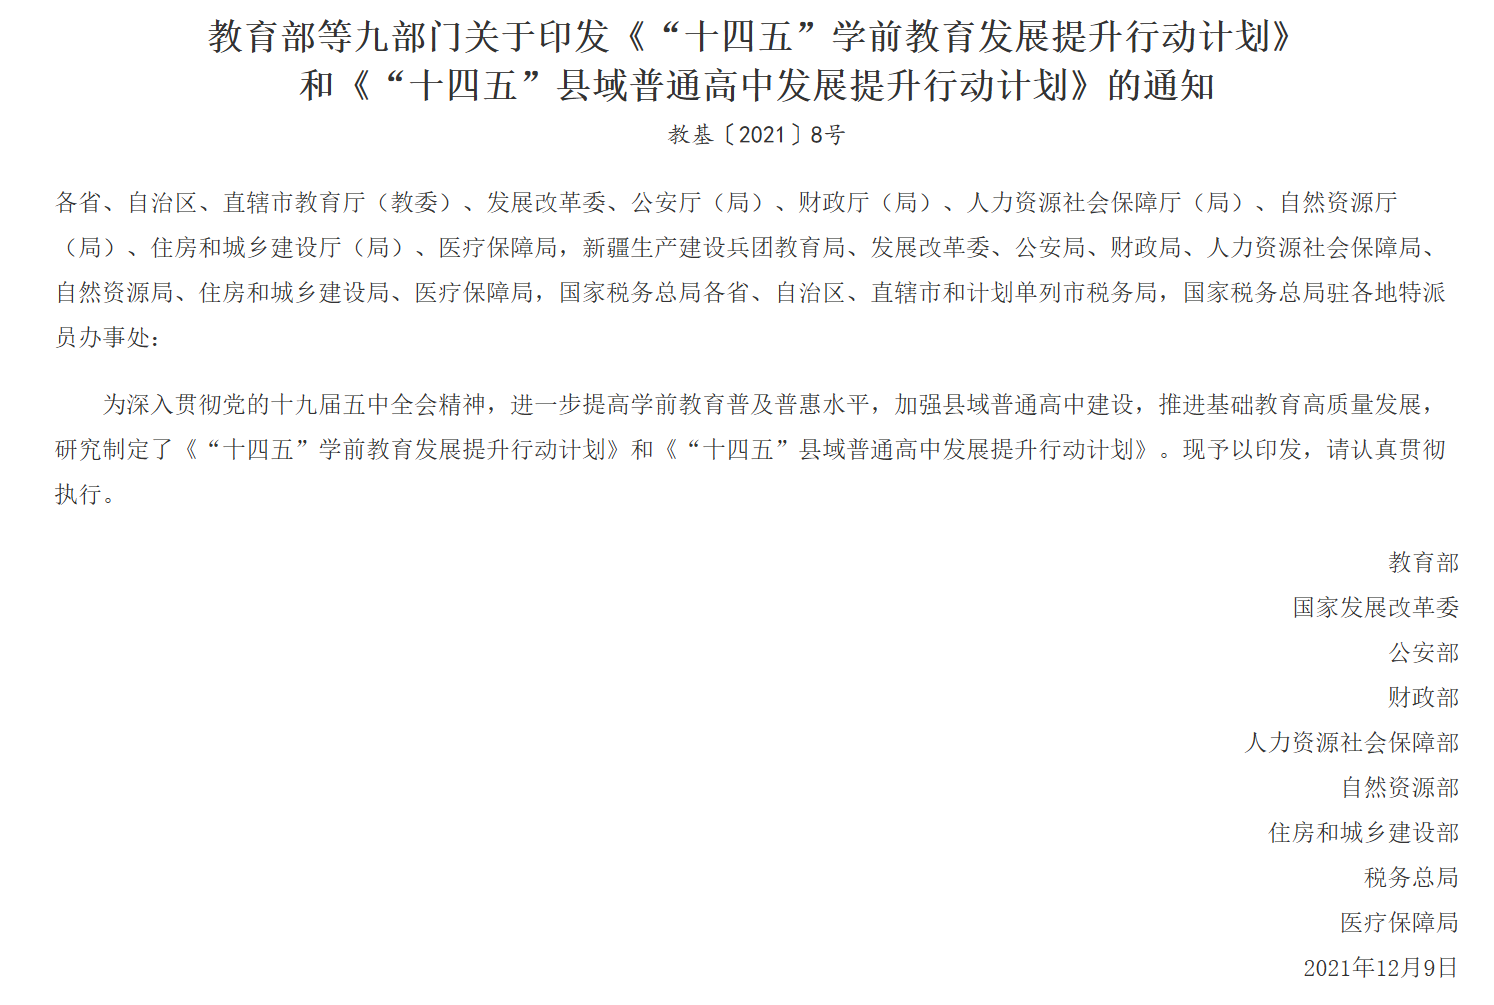 教育部等九部门关于印发《“十四五”学前教育发展提升行动计划》
和《“十四五”县域普通高中发展提升行动计划》的通知
教基〔2021〕8号
各省、自治区、直辖市教育厅（教委）、发展改革委、公安厅（局）、财政厅（局）、人力资源社会保障厅（局）、自然资源厅
（局）、住房和城乡建设厅（局）、医疗保障局，新疆生产建设兵团教育局、发展改革委、公安局、财政局、人力资源社会保障局、
自然资源局、住房和城乡建设局、医疗保障局，国家税务总局各省、自治区、直辖市和计划单列市税务局，国家税务总局驻各地特派
员办事处：
为深入贯彻党的十九届五中全会精神，进一步提高学前教育普及普惠水平，加强县域普通高中建设，推进基础教育高质量发展，
研究制定了《“十四五”学前教育发展提升行动计划》和《“十四五”县域普通高中发展提升行动计划》。现予以印发，请认真贯彻
执行。
教育部
国家发展改革委
公安部
财政部
人力资源社会保障部
自然资源部
住房和城乡建设部
税务总局
医疗保障局
2021年12月9日